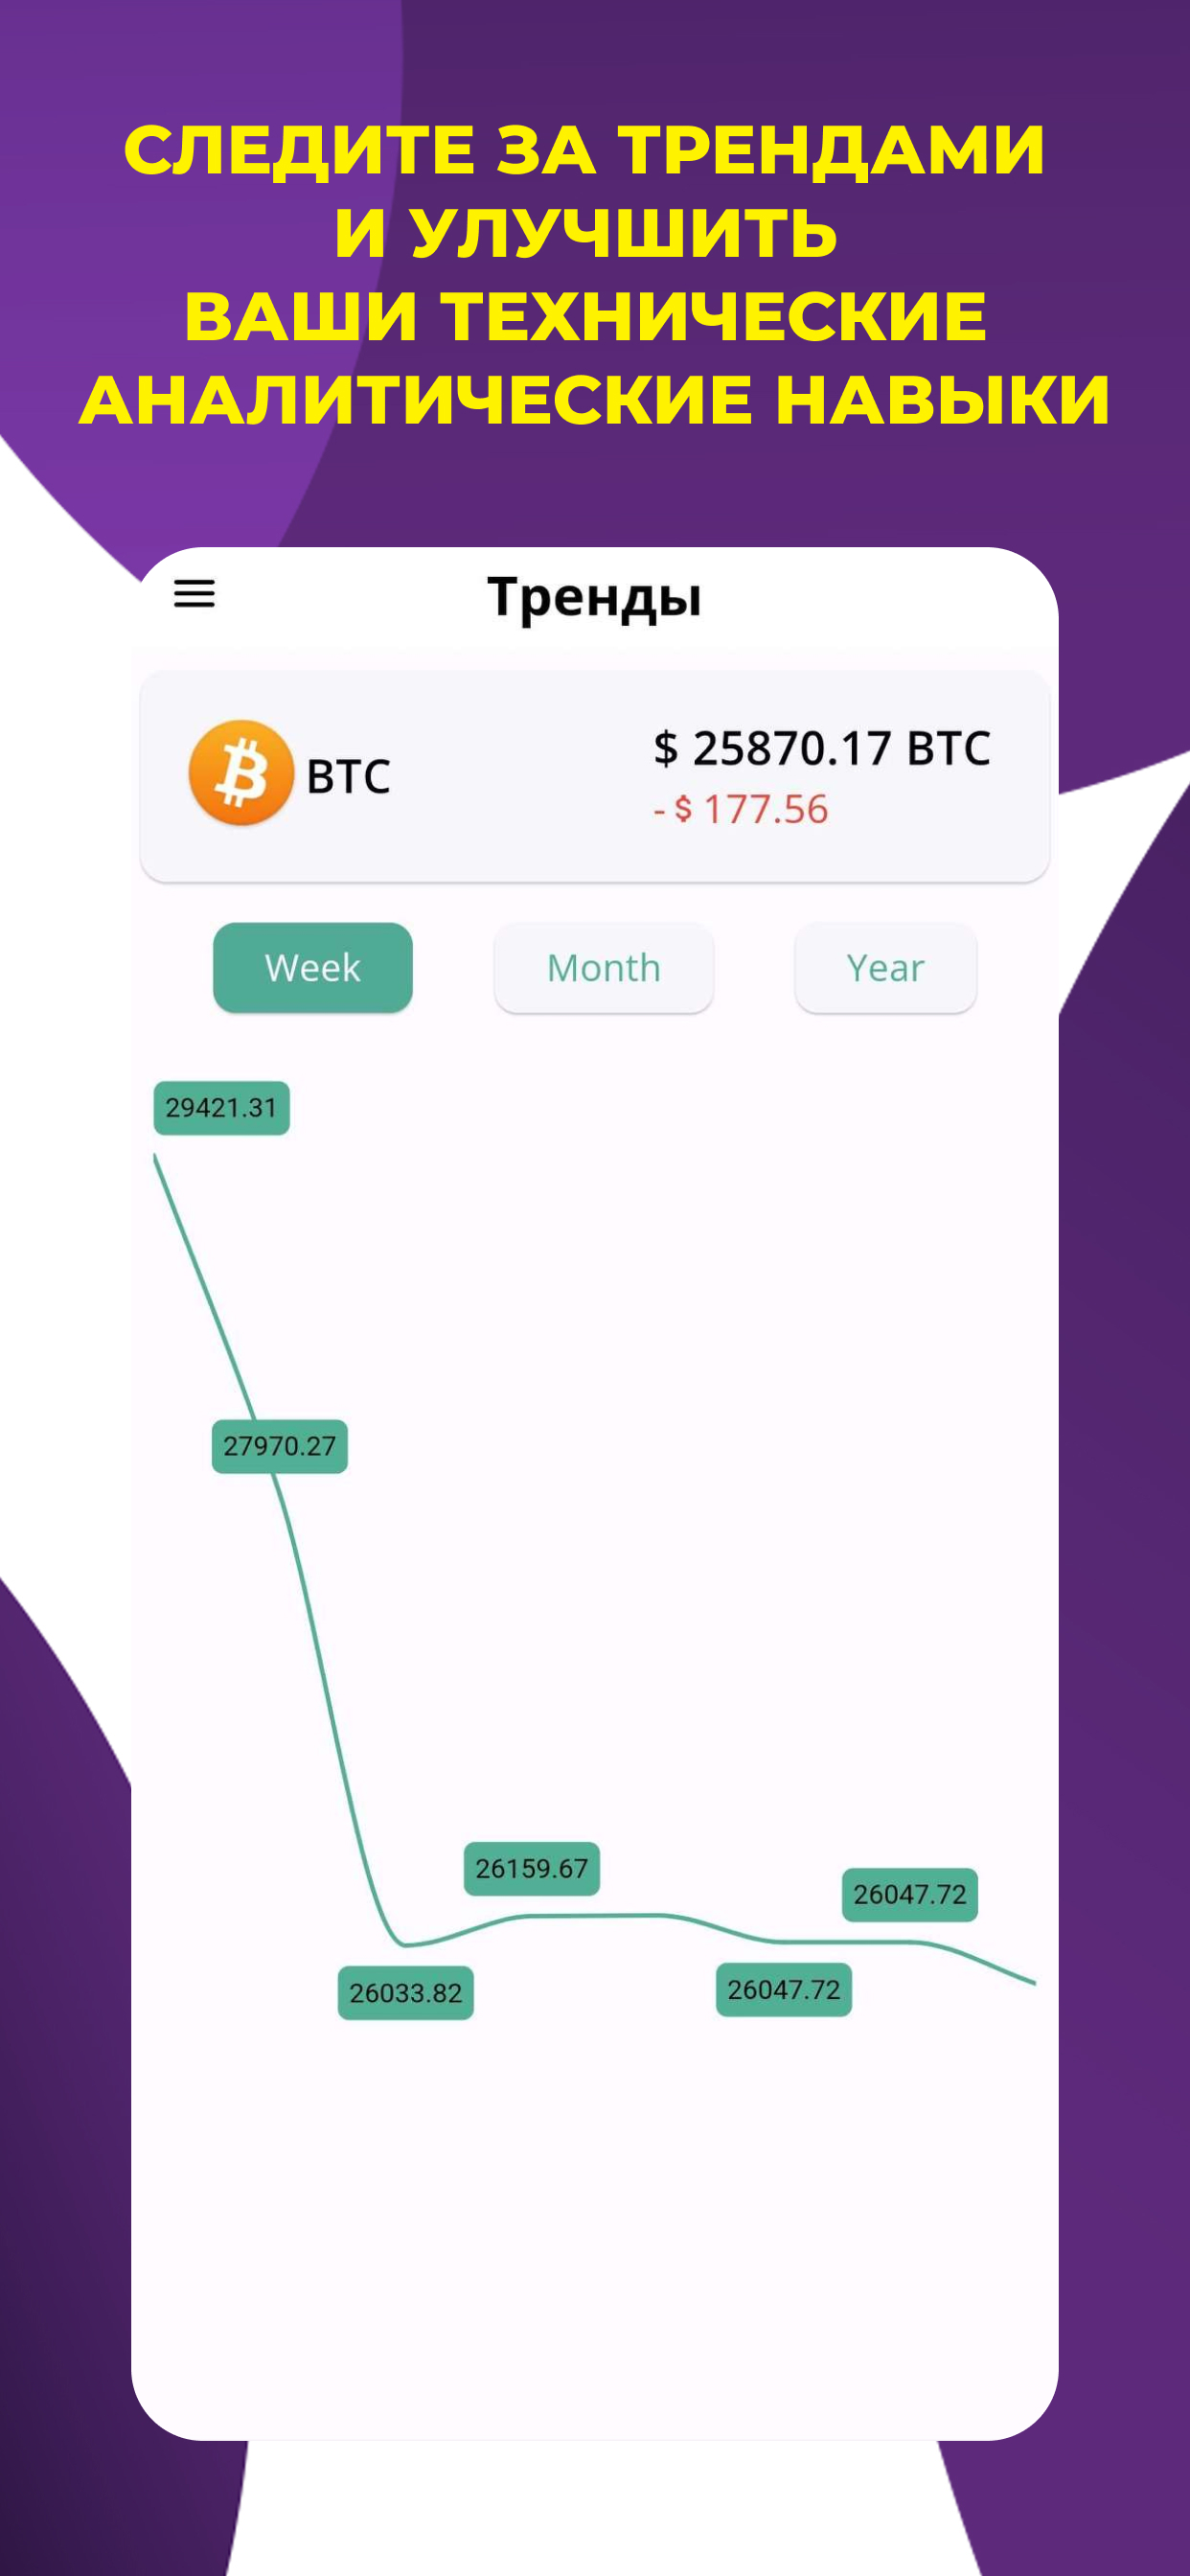 СЛЕДИТЕ ЗА ТРЕНДАМИ
И УЛУЧШИТЬ
ВАШИ ТЕХНИЧЕСКИЕ
АНАЛИТИЧЕСКИЕ НАВЫКИ
Тренды
BTC
$ 25870.17 BTC
- $ 177.56
Week
Month
Year
29421.31
27970.27
26159.67
26047.72
26033.82
26047.72